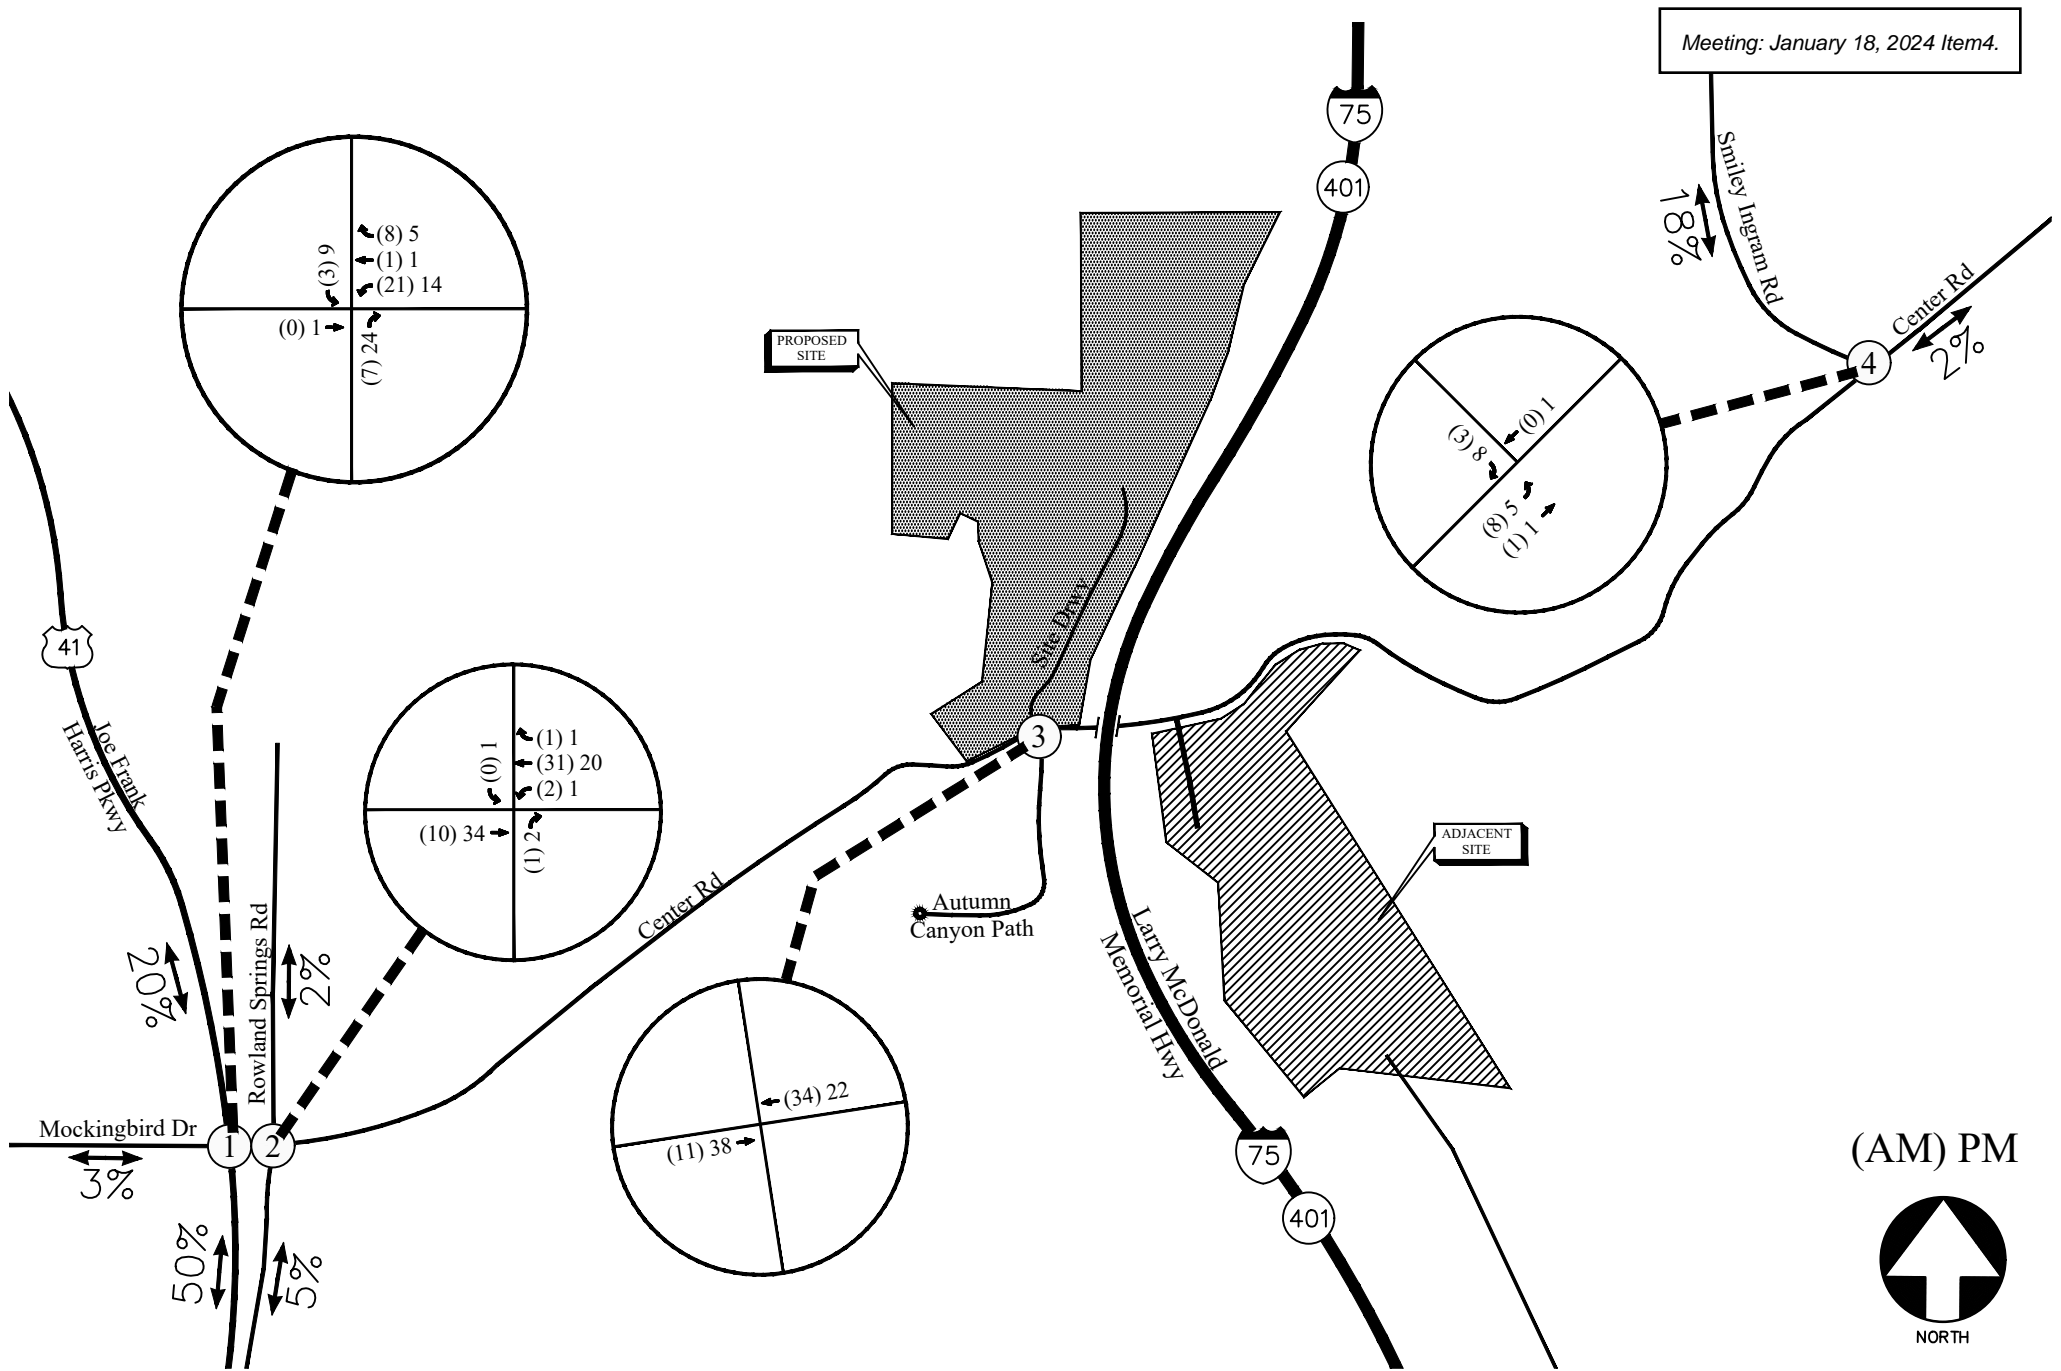 Meeting: January 18, 2024 Item4.
75
401
Smiley Ingram Rd
18%
Center Rd
2%
4
(8) 5
(1) 1
(21) 14
(3) 9
(0) 1
(7) 24
PROPOSED
SITE
(0) 1
(3) 8
(8) 5
(1) 1
41
Joe Frank
Harris Pkwy
Site Drwy
3
(1) 1
(31) 20
(2) 1
(0) 1
(10) 34
(1) 2
ADJACENT
SITE
Center Rd
Autumn
Canyon Path
Larry McDonald
Memorial Hwy
20%
Rowland Springs Rd
2%
(34) 22
(11) 38
Mockingbird Dr
1
2
3%
50%
5%
75
401
(AM) PM
NORTH